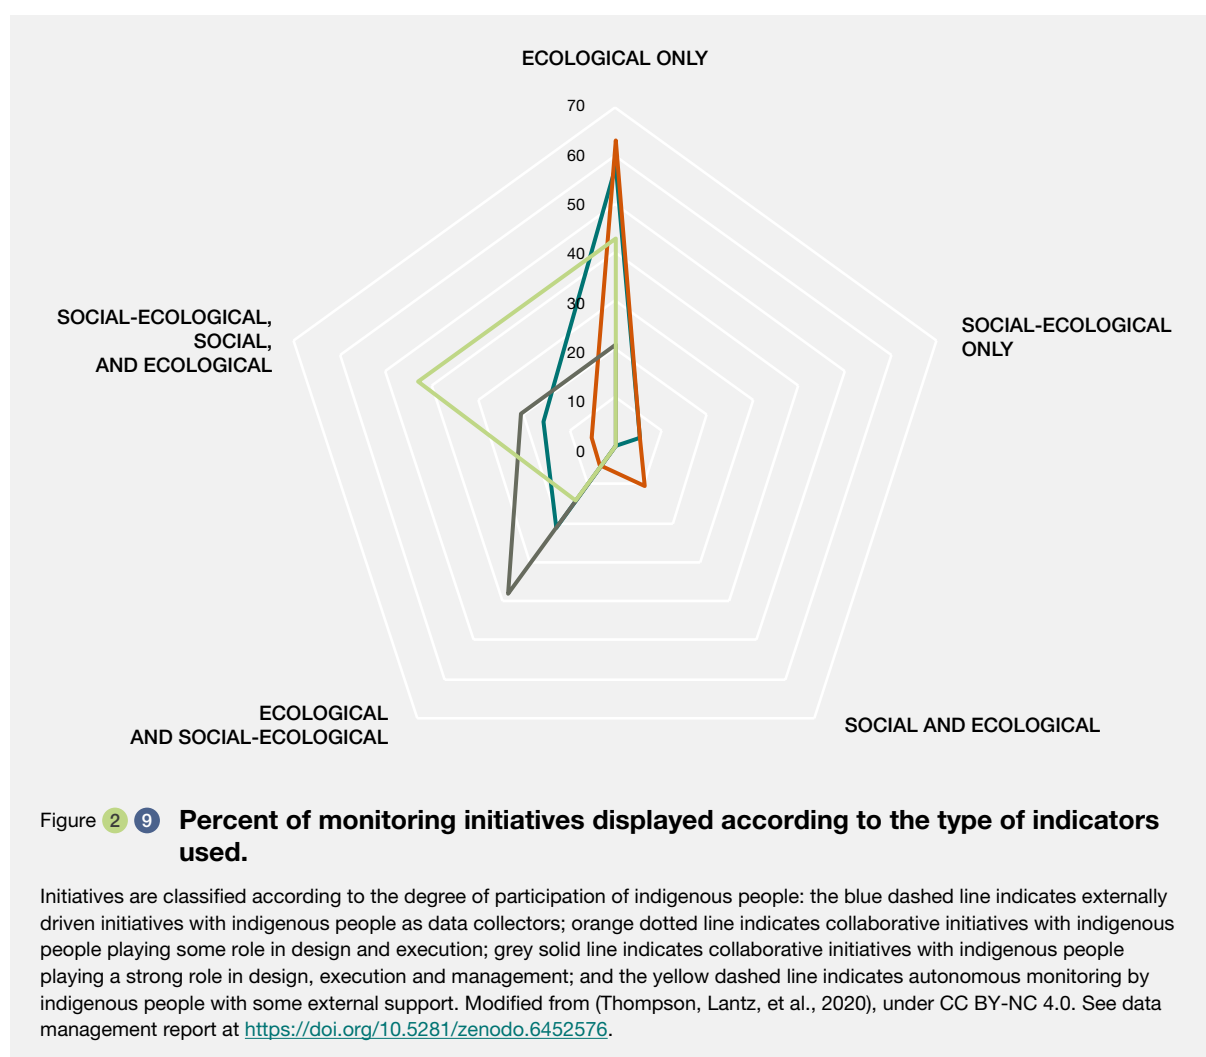 ECOLOGICAL ONLY
70
60
50
40
30
20
10
0
SOCIAL-ECOLOGICAL,
SOCIAL,
AND ECOLOGICAL
SOCIAL-ECOLOGICAL
ONLY
ECOLOGICAL
AND SOCIAL-ECOLOGICAL
SOCIAL AND ECOLOGICAL
Figure 2 9 Percent of monitoring initiatives displayed according to the type of indicators
used.
Initiatives are classified according to the degree of participation of indigenous people: the blue dashed line indicates externally
driven initiatives with indigenous people as data collectors; orange dotted line indicates collaborative initiatives with indigenous
people playing some role in design and execution; grey solid line indicates collaborative initiatives with indigenous people
playing a strong role in design, execution and management; and the yellow dashed line indicates autonomous monitoring by
indigenous people with some external support. Modified from (Thompson, Lantz, et al., 2020), under CC BY-NC 4.0. See data
management report at https://doi.org/10.5281/zenodo.6452576.